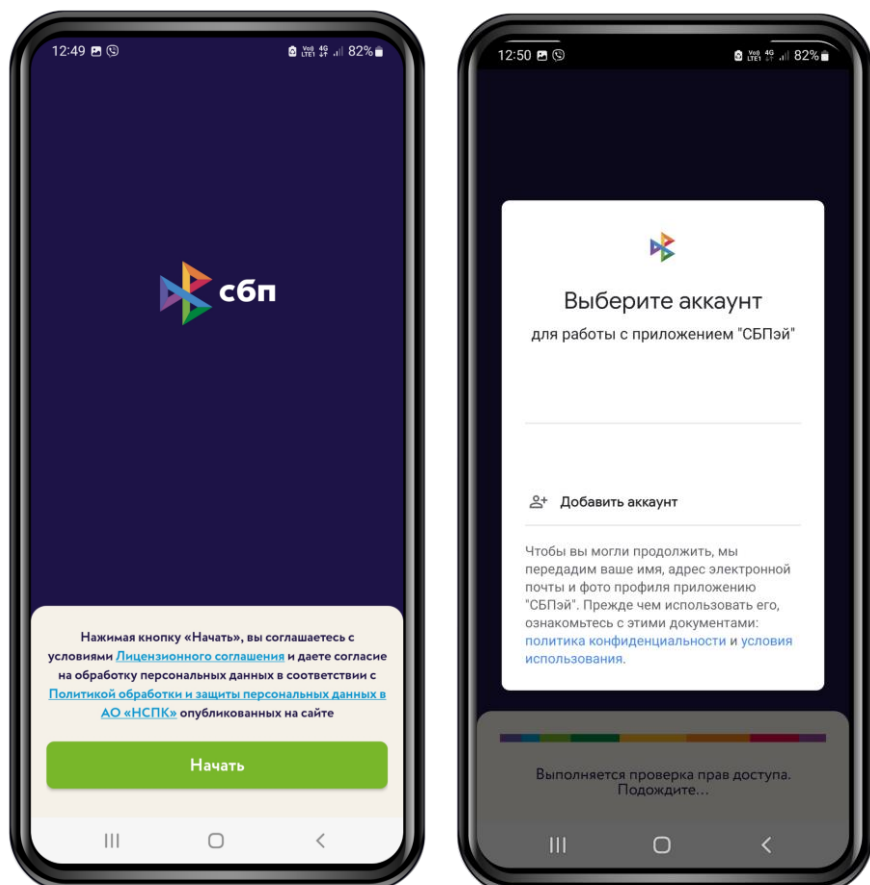 12:49
82%
сбп
Нажимая кнопку «Начать», вы соглашаетесь с
условиями Лицензионного соглашения и даете согласие
на обработку персональных данных в соответствии с
Политикой обработки и защиты персональных данных в
АО «НСПК» опубликованных на сайте
Начать
12:50
82%
Выберите аккаунт
для работы с приложением "СБПэй"
Добавить аккаунт
Чтобы вы могли продолжить, мы
передадим ваше имя, адрес электронной
почты и фото профиля приложению
"СБПэй". Прежде чем использовать его,
ознакомьтесь с этими документами:
политика конфиденциальности и условия
использования.
Выполняется проверка прав доступа.
Подождите...